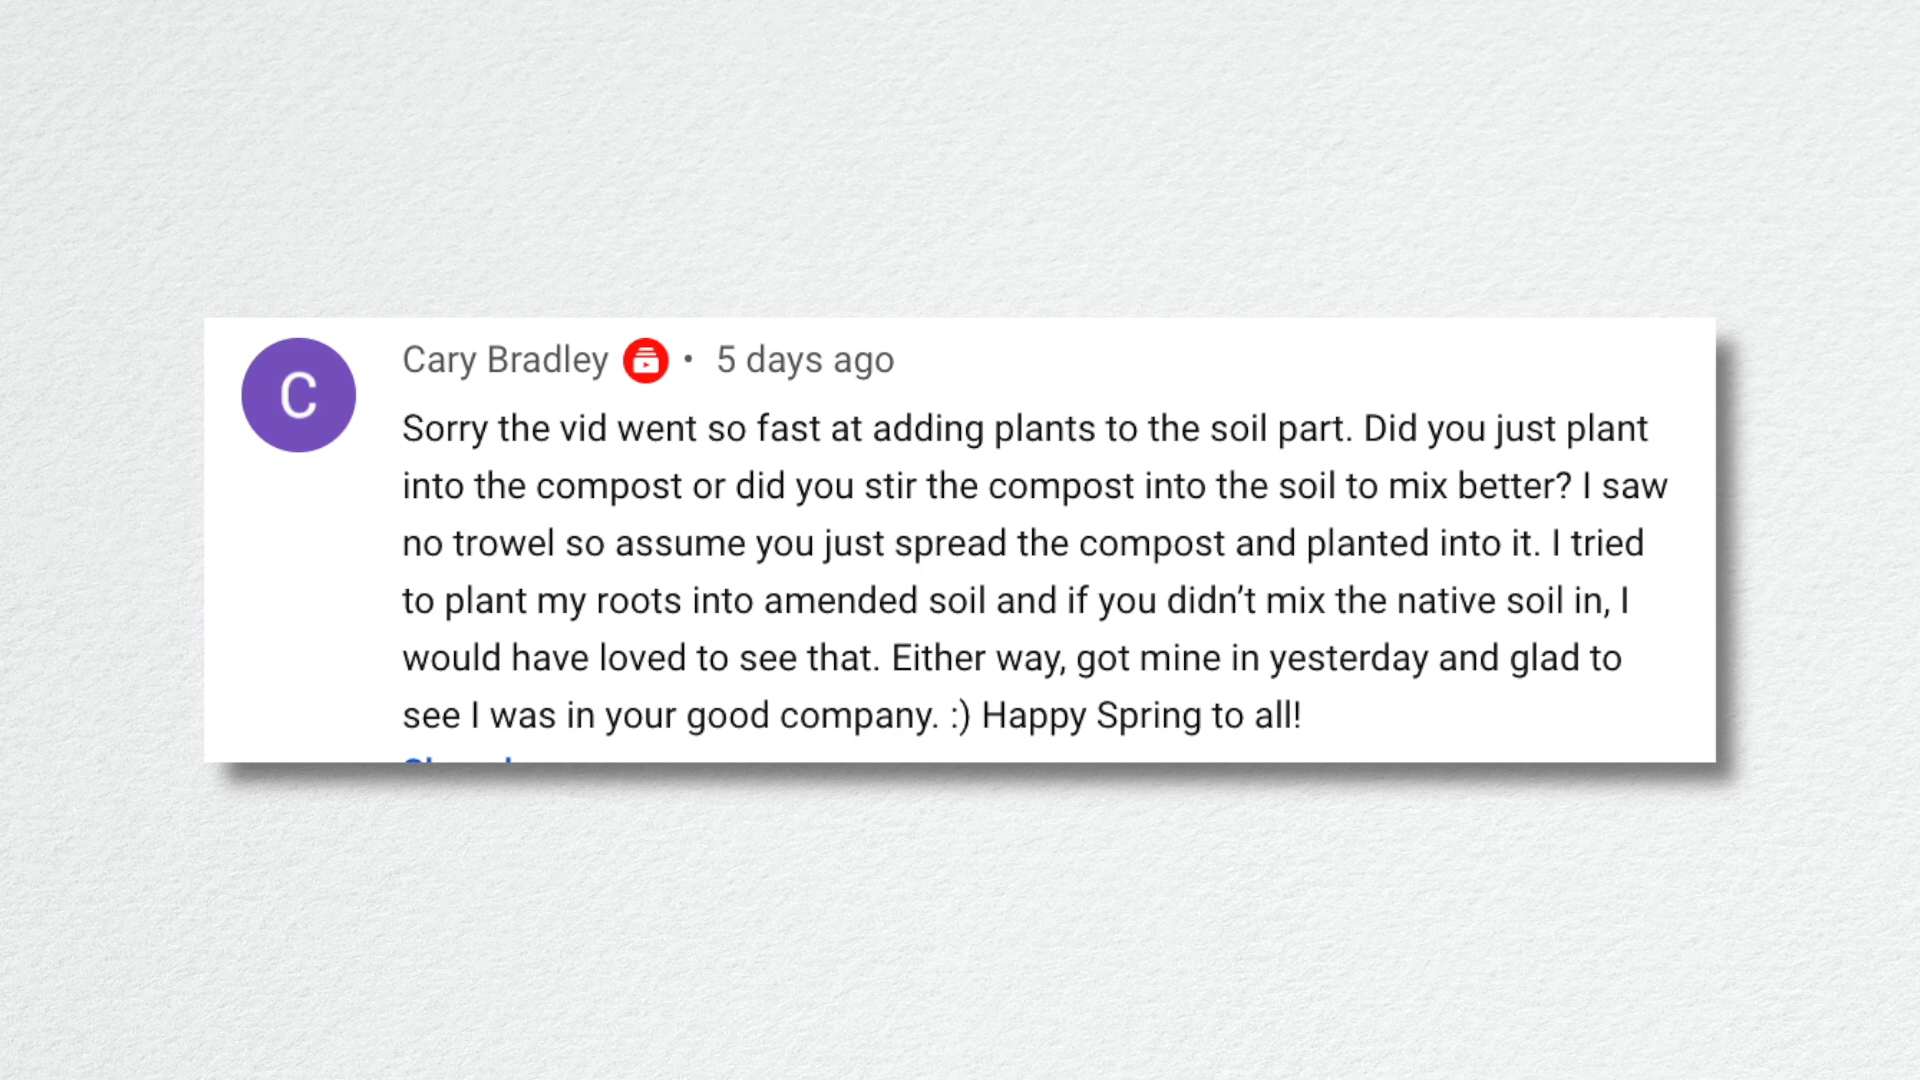 C
Cary Bradley • 5 days ago
Sorry the vid went so fast at adding plants to the soil part. Did you just plant
into the compost or did you stir the compost into the soil to mix better? I saw
no trowel so assume you just spread the compost and planted into it. I tried
to plant my roots into amended soil and if you didn’t mix the native soil in, I
would have loved to see that. Either way, got mine in yesterday and glad to
see I was in your good company. :) Happy Spring to all!